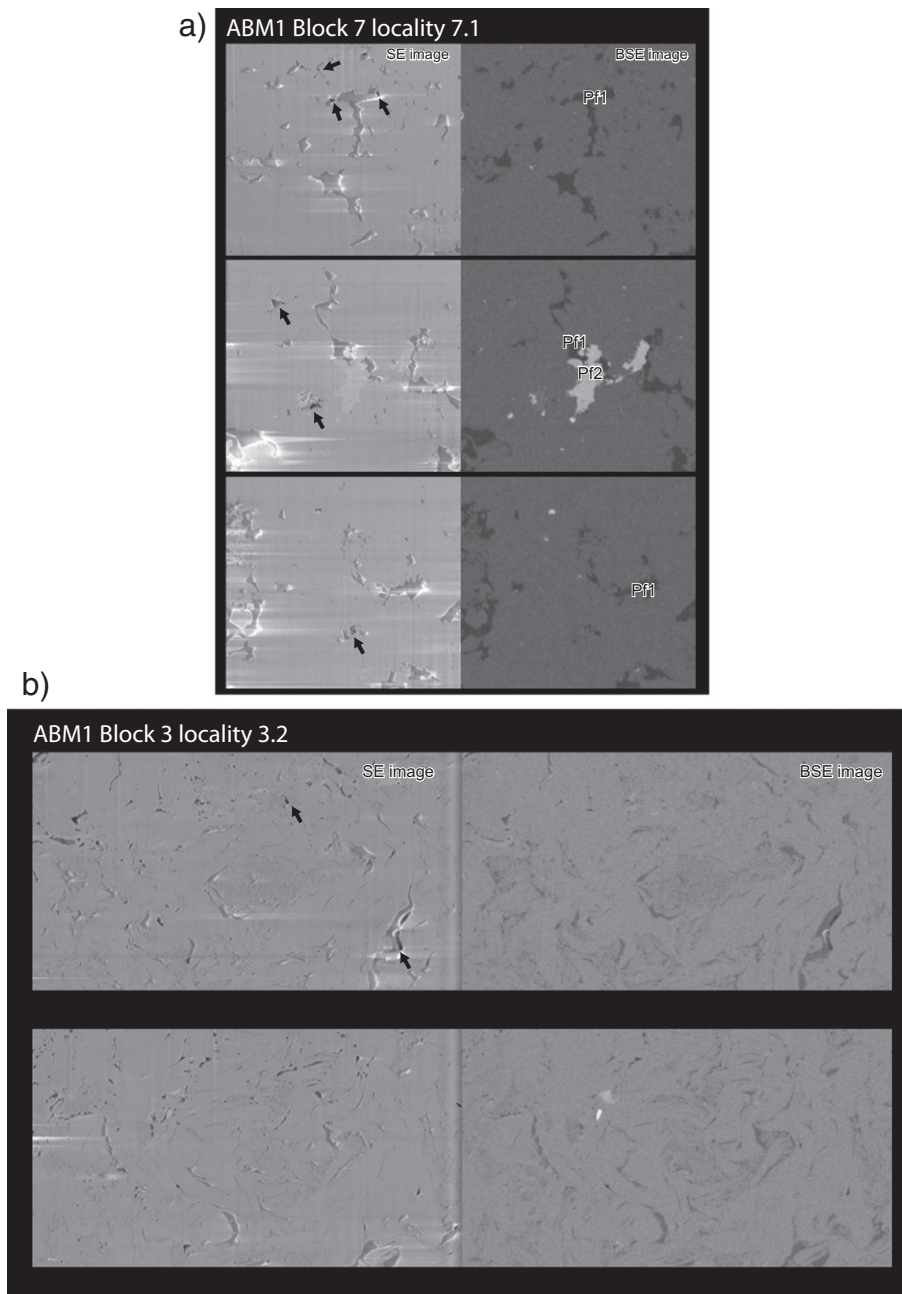 a)
ABM1 Block 7 locality 7.1
SE image
BSE image
Pf1
Pf1
Pf2
Pf1
b)
ABM1 Block 3 locality 3.2
SE image
BSE image